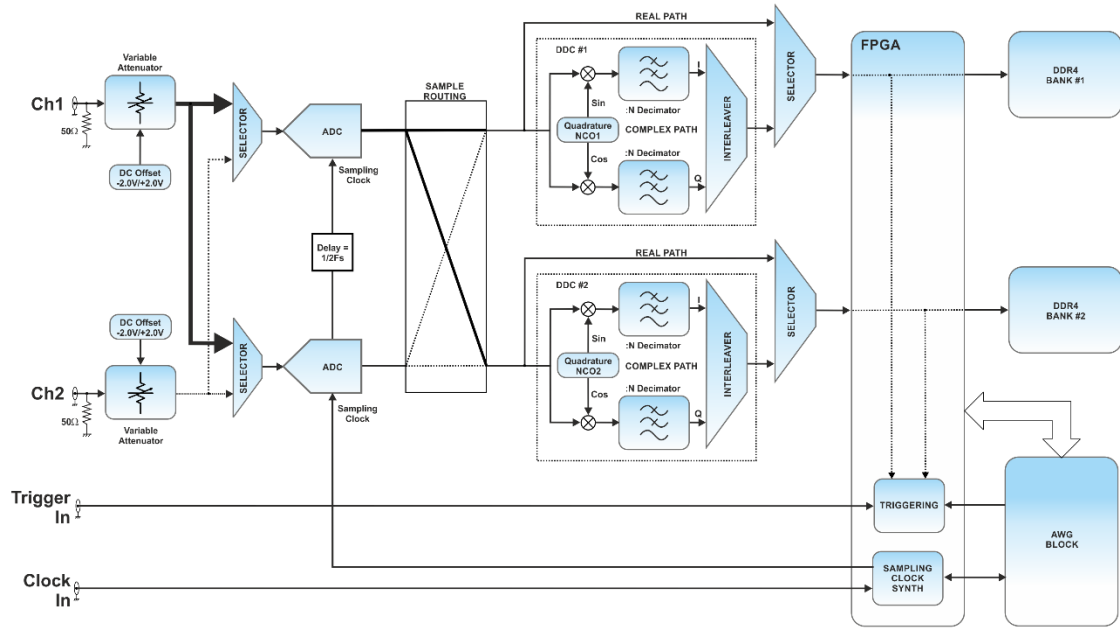 REAL PATH
FPGA
DDC #1
Variable
Attenuator
I
DDR4
BANK #1
SAMPLE
ROUTING
SELECTOR
Ch1
50Ω
SELECTOR
ADC
Sin
:N Decimator
Quadrature
NCO1
COMPLEX PATH
INTERLEAVER
Cos
:N Decimator
DC Offset
-2.0V/+2.0V
Sampling
Clock
Q
Delay =
1/2Fs
REAL PATH
DDC #2
I
SELECTOR
DDR4
BANK #2
DC Offset
-2.0V/+2.0V
SELECTOR
ADC
Sin
:N Decimator
Quadrature
NCO2
COMPLEX PATH
INTERLEAVER
Cos
:N Decimator
Ch2
50Ω
Variable
Attenuator
Sampling
Clock
Q
Trigger
In
TRIGGERING
AWG
BLOCK
Clock
In
SAMPLING
CLOCK
SYNTH